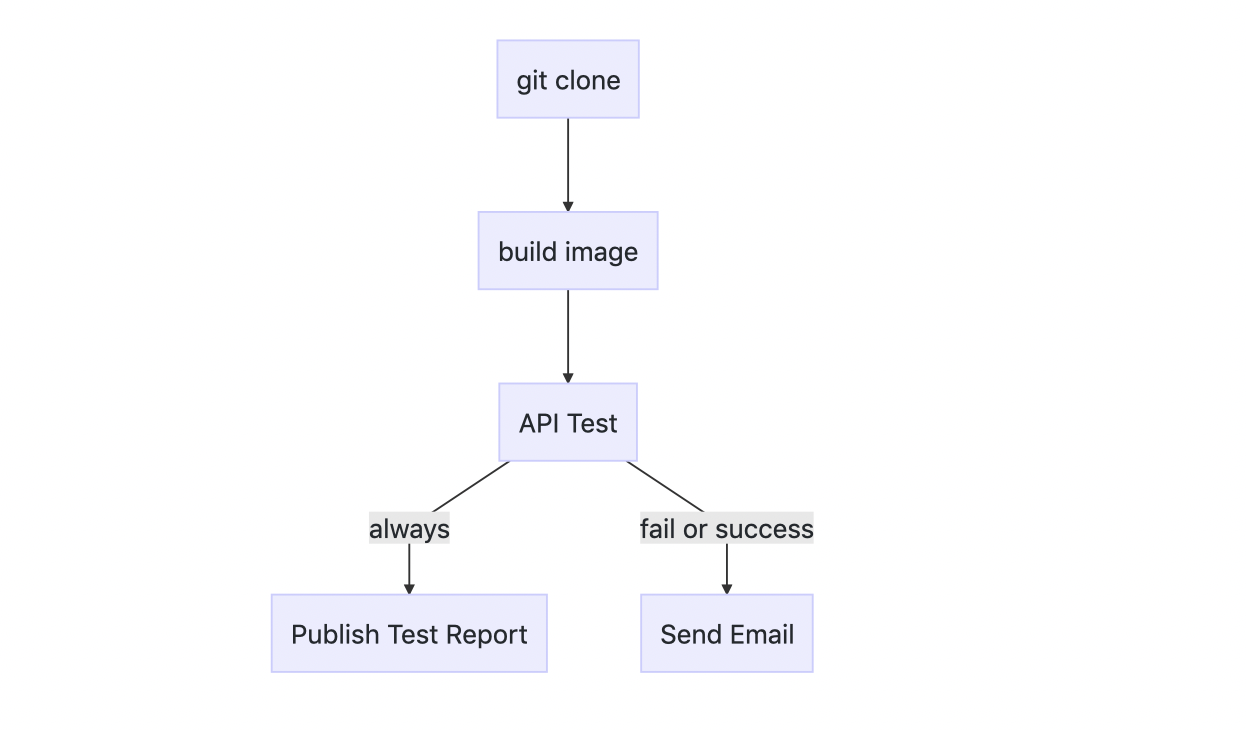 git clone
build image
API Test
always
fail or success
Publish Test Report
Send Email